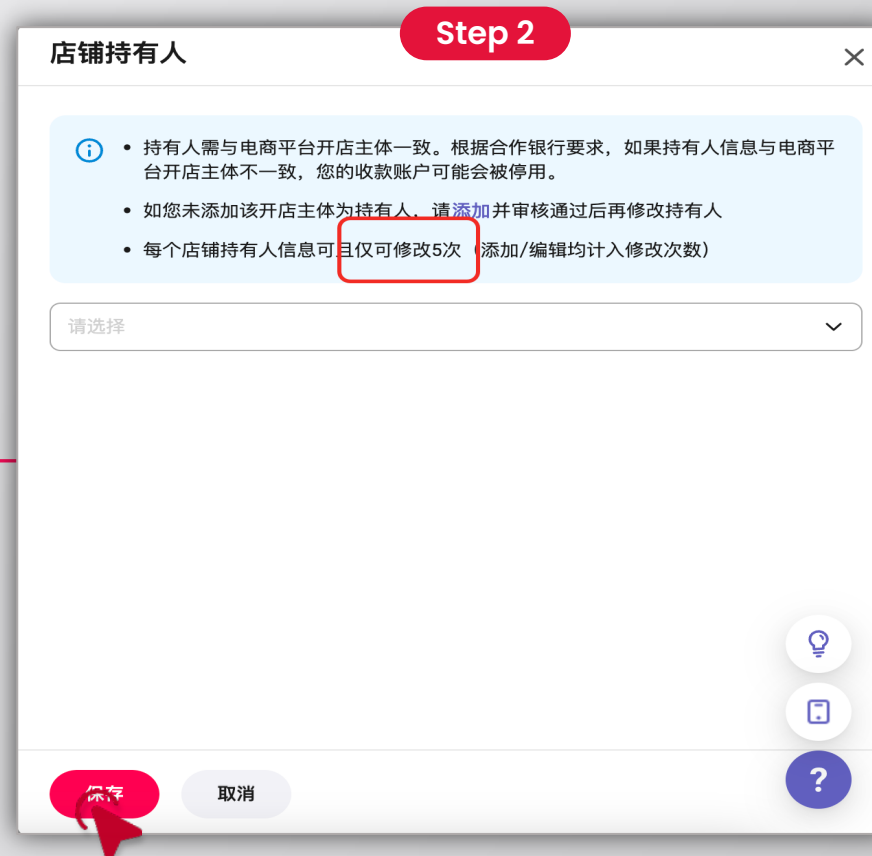 Step 2
店铺持有人
持有人需与电商平台开店主体一致。根据合作银行要求，如果持有人信息与电商平
台开店主体不一致，您的收款账户可能会被停用。
如您未添加该开店主体为持有人，请添加并审核通过后再修改持有人
每个店铺持有人信息可且仅可修改5次（添加/编辑均计入修改次数）
请选择
保存
取消
?